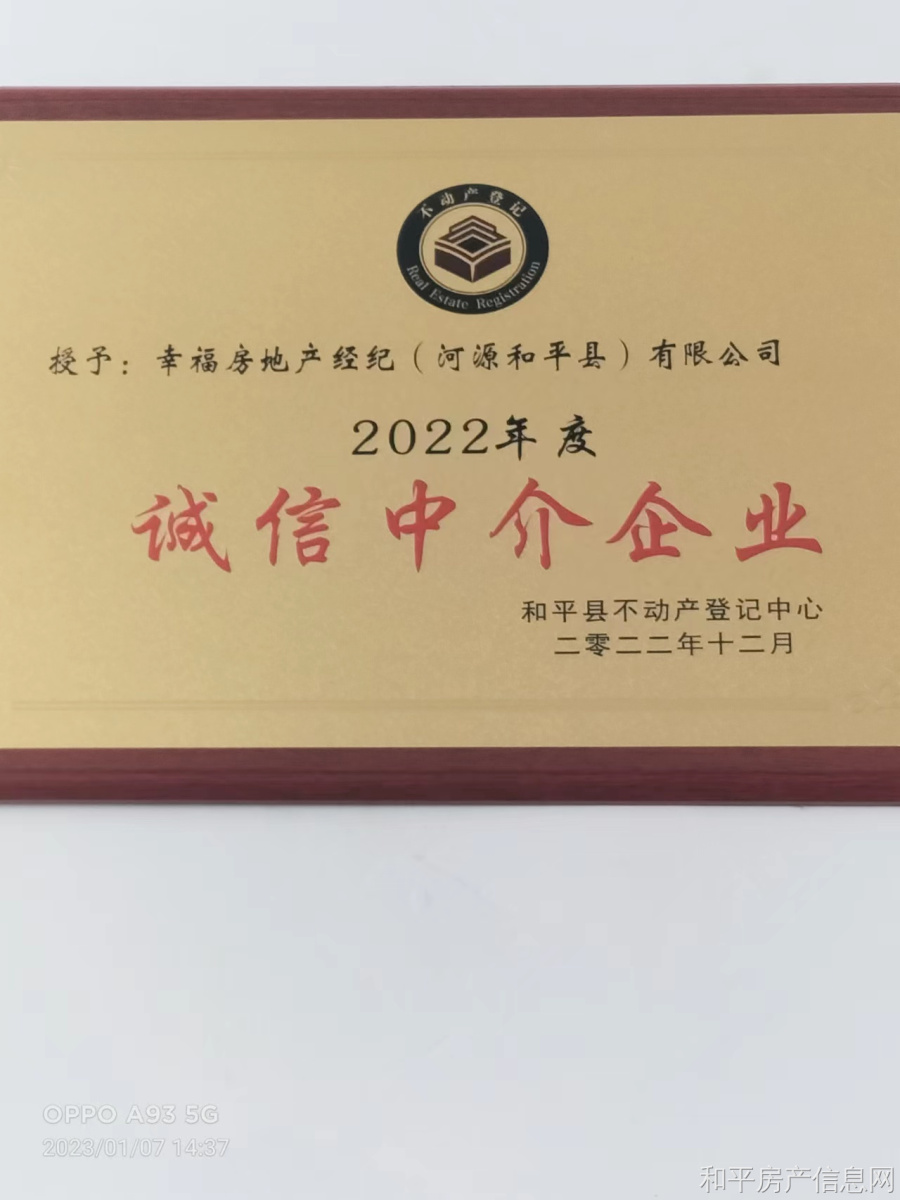 不动产登记
Real Estate Registration
授予：幸福房地产经纪（河源和平县）有限公司
2022年度
诚信中介企业
和平县不动产登记中心
二零二二年十二月
OPPO A93 5G
2023/01/07 14:37
和平房产信息网